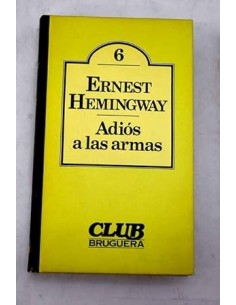 6
ERNEST
HEMINGWAY
Adiós
a las armas
CLUB
BRUGUERA